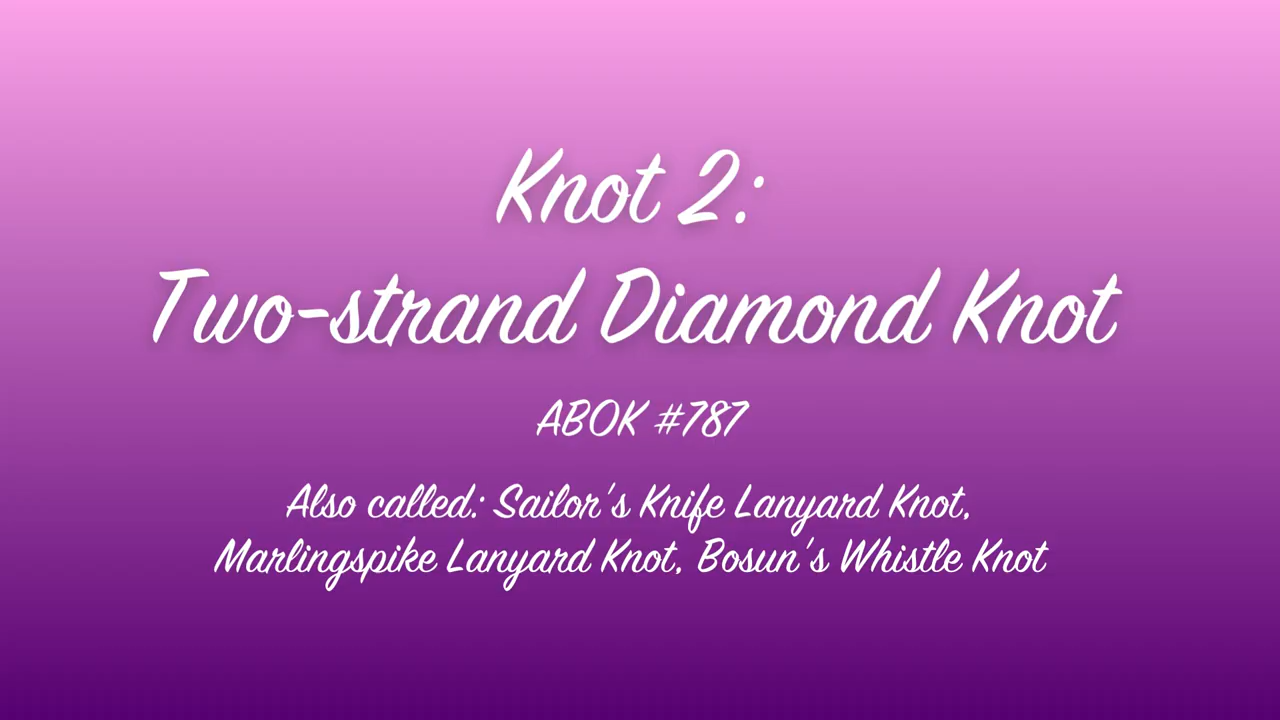 Knot 2:
Two-strand Diamond Knot
ABOK #787
Also called: Sailor's Knife Lanyard Knot,
Marlingspike Lanyard Knot, Bosun's Whistle Knot